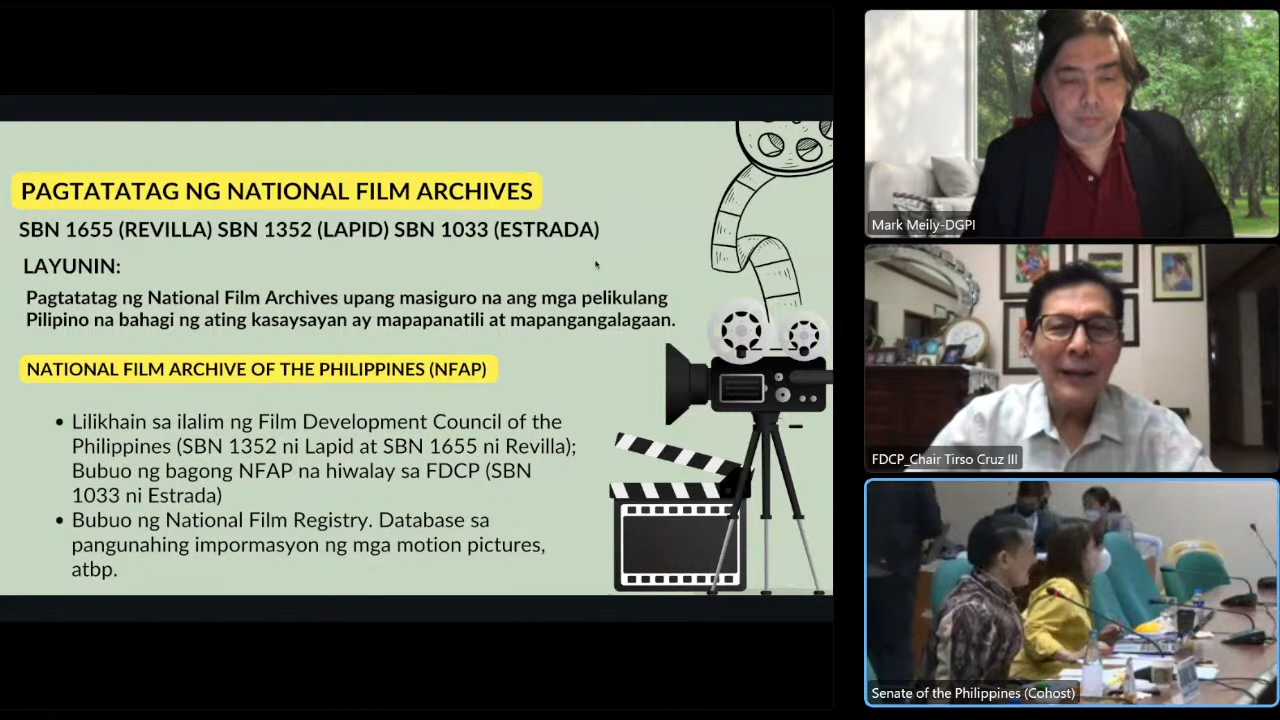 PAGTATATAG NG NATIONAL FILM ARCHIVES
SBN 1655 (REVILLA) SBN 1352 (LAPID) SBN 1033 (ESTRADA)
LAYUNIN:
Pagtatatag ng National Film Archives upang masiguro na ang mga pelikulang
Pilipino na bahagi ng ating kasaysayan ay mapapanatili at mapangangalagaan.
NATIONAL FILM ARCHIVE OF THE PHILIPPINES (NFAP)
• Lilikhain sa ilalim ng Film Development Council of the
Philippines (SBN 1352 ni Lapid at SBN 1655 ni Revilla);
Bubuo ng bagong NFAP na hiwalay sa FDCP (SBN
1033 ni Estrada)
• Bubuo ng National Film Registry. Database sa
pangunahing impormasyon ng mga motion pictures,
atbp.
Mark Meily-DGPI
FDCP_Chair Tirso Cruz III
Senate of the Philippines (Cohost)